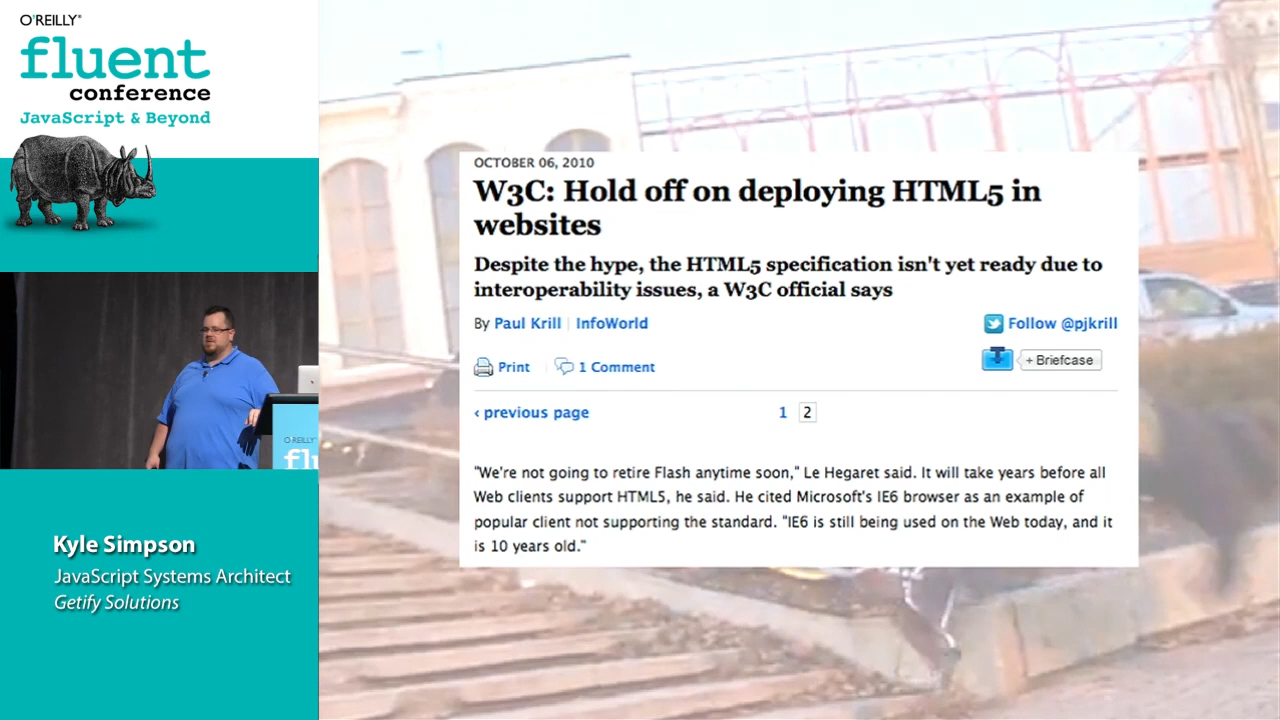 O'REILLY®
fluent
conference
JavaScript & Beyond
O'REILLY®
fl
Kyle Simpson
JavaScript Systems Architect
Getify Solutions
OCTOBER 06, 2010
W3C: Hold off on deploying HTML5 in
websites
Despite the hype, the HTML5 specification isn't yet ready due to
interoperability issues, a W3C official says
By Paul Krill | InfoWorld
Follow @pjkrill
Print
1 Comment
+ Briefcase
‹ previous page
1 2
"We're not going to retire Flash anytime soon," Le Hegaret said. It will take years before all
Web clients support HTML5, he said. He cited Microsoft's IE6 browser as an example of
popular client not supporting the standard. "IE6 is still being used on the Web today, and it
is 10 years old."